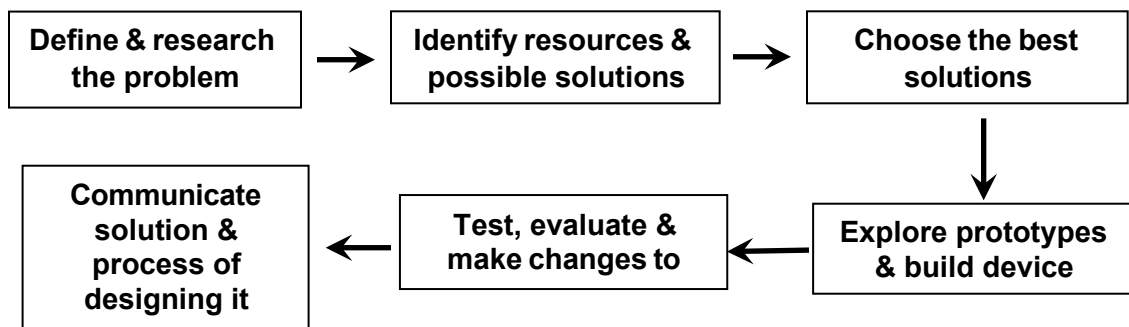 Define & research
the problem
Identify resources &
possible solutions
Choose the best
solutions
Explore prototypes
& build device
Test, evaluate &
make changes to
Communicate
solution &
process of
designing it